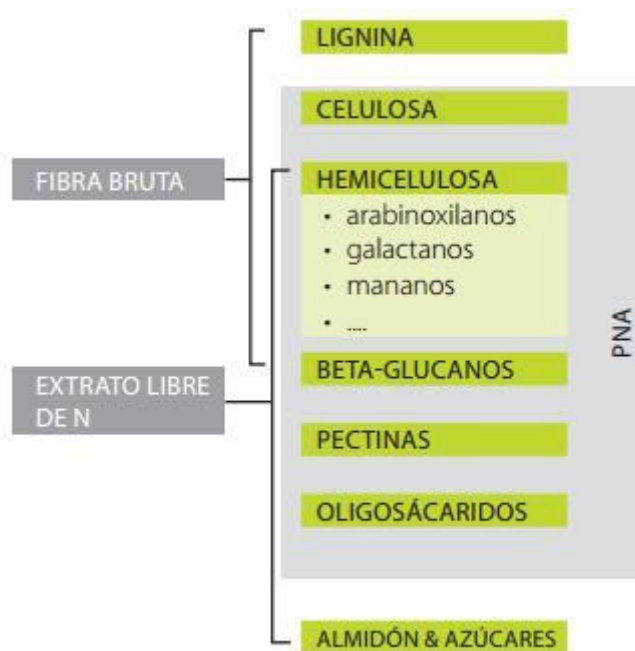 LIGNINA
CELULOSA
FIBRA BRUTA
HEMICELULOSA
• arabinoxilanos
• galactanos
• mananos
• ....
PNA
BETA-GLUCANOS
EXTRATO LIBRE
DE N
PECTINAS
OLIGOSÁCARIDOS
ALMIDÓN & AZÚCARES